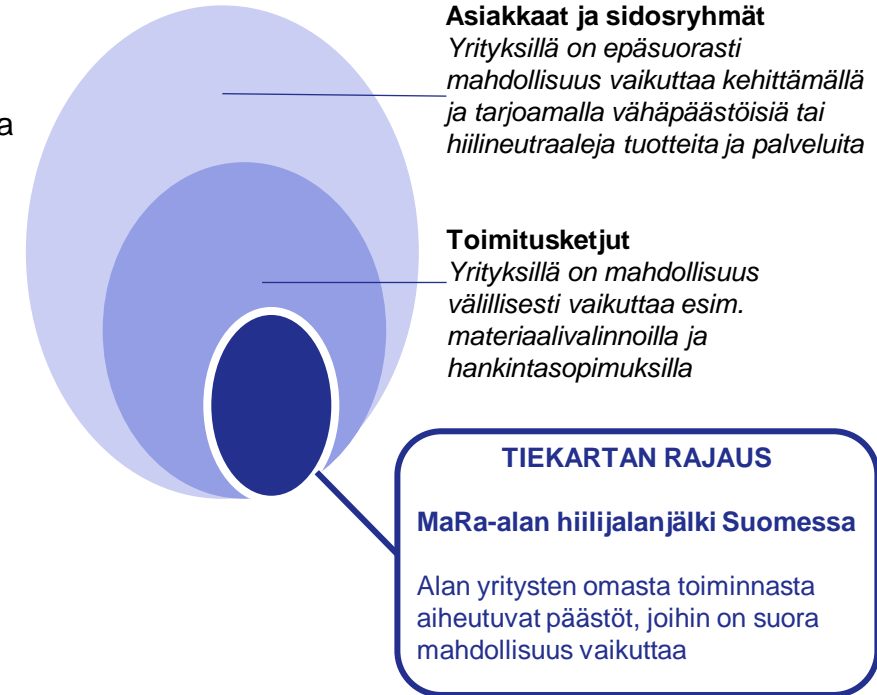 Asiakkaat ja sidosryhmät
Yrityksillä on epäsuorasti
mahdollisuus vaikuttaa kehittämällä
ja tarjoamalla vähäpäästöisiä tai
hiilineutraaleja tuotteita ja palveluita
a
Toimitusketjut
Yrityksillä on mahdollisuus
välillisesti vaikuttaa esim.
materiaalivalinnoilla ja
hankintasopimuksilla
TIEKARTAN RAJAUS
MaRa-alan hiilijalanjälki Suomessa
Alan yritysten omasta toiminnasta
aiheutuvat päästöt, joihin on suora
mahdollisuus vaikuttaa